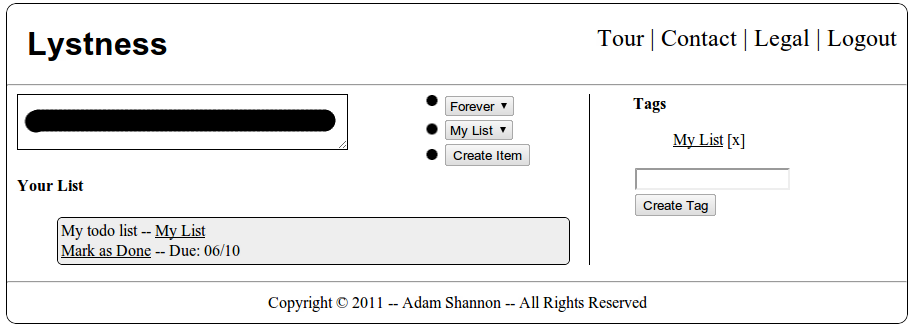 Lystness
Tour | Contact | Legal | Logout
Forever
My List
Create Item
Your List
My todo list -- My List
Mark as Done -- Due: 06/10
Tags
My List [x]
Create Tag
Copyright © 2011 -- Adam Shannon -- All Rights Reserved